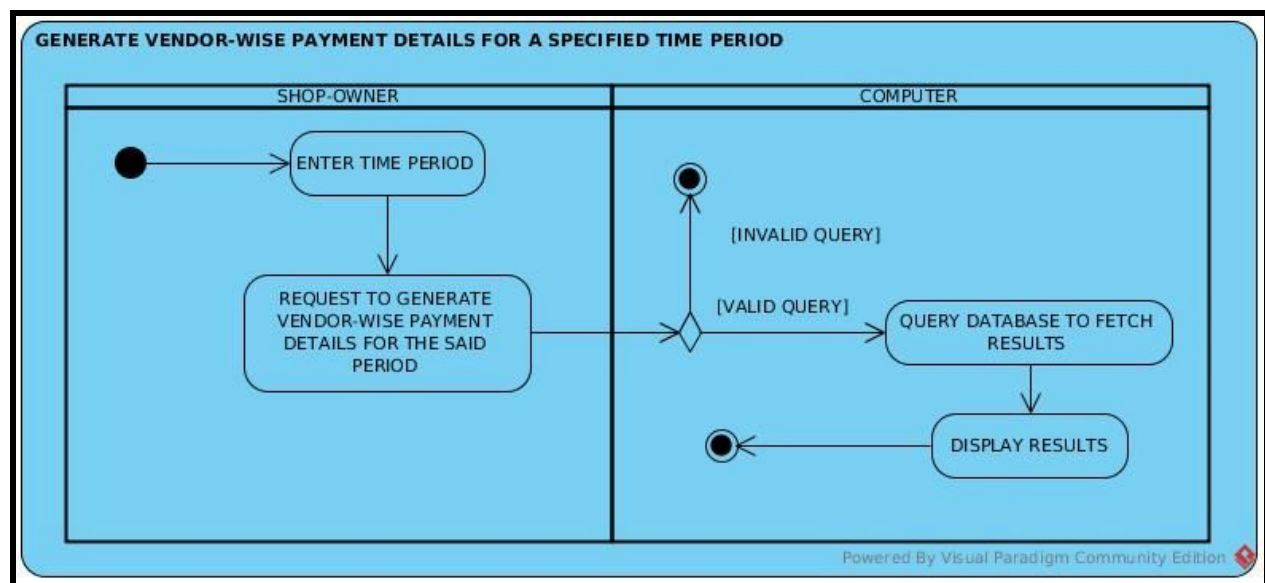 GENERATE VENDOR-WISE PAYMENT DETAILS FOR A SPECIFIED TIME PERIOD
SHOP-OWNER
COMPUTER
ENTER TIME PERIOD
[INVALID QUERY]
REQUEST TO GENERATE
VENDOR-WISE PAYMENT
DETAILS FOR THE SAID
PERIOD
[VALID QUERY]
QUERY DATABASE TO FETCH
RESULTS
DISPLAY RESULTS
Powered By Visual Paradigm Community Edition